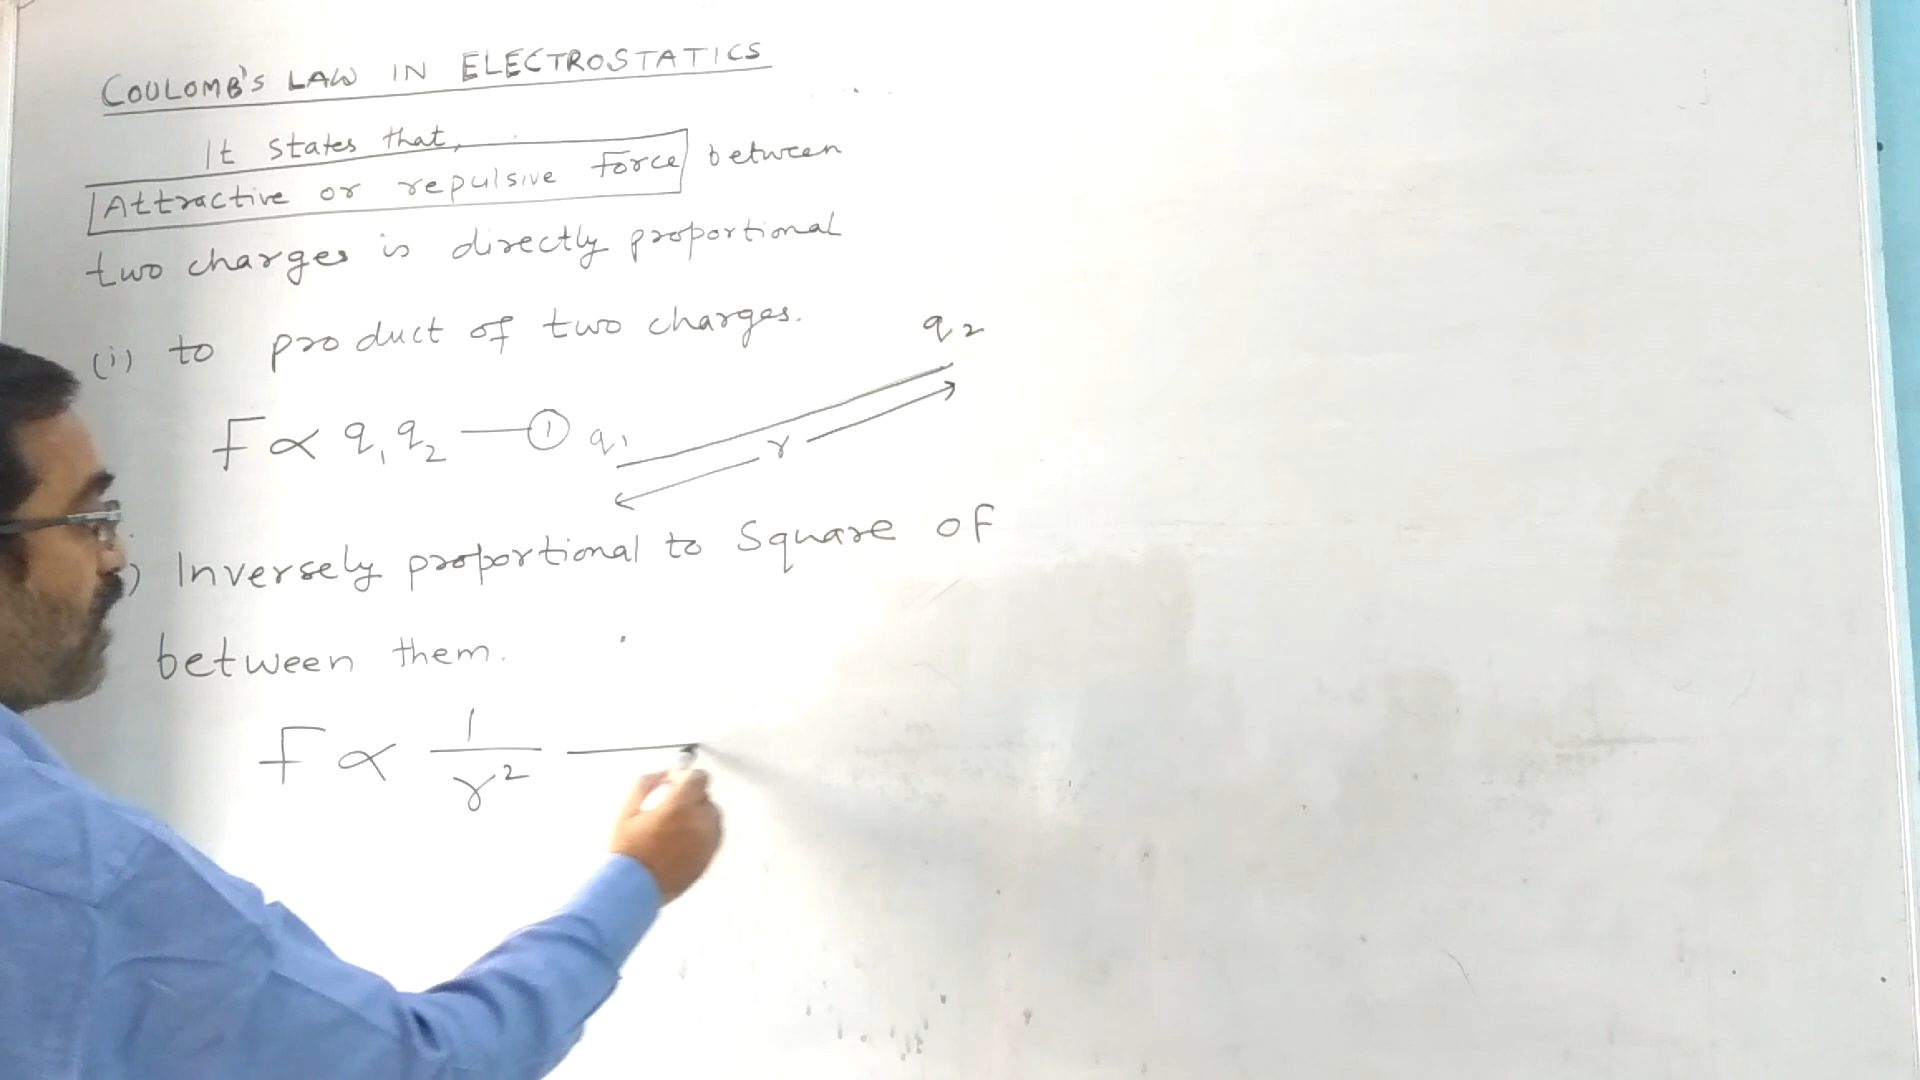 COULOMB'S LAW IN ELECTROSTATICS
It states that,
Attractive or repulsive force between
two charges is directly proportional
(i) to product of two charges.
F ∝ q₁q₂ — ①
q₂
q₁
r
) Inversely proportional to Square of
between them.
F ∝ 1/r² —